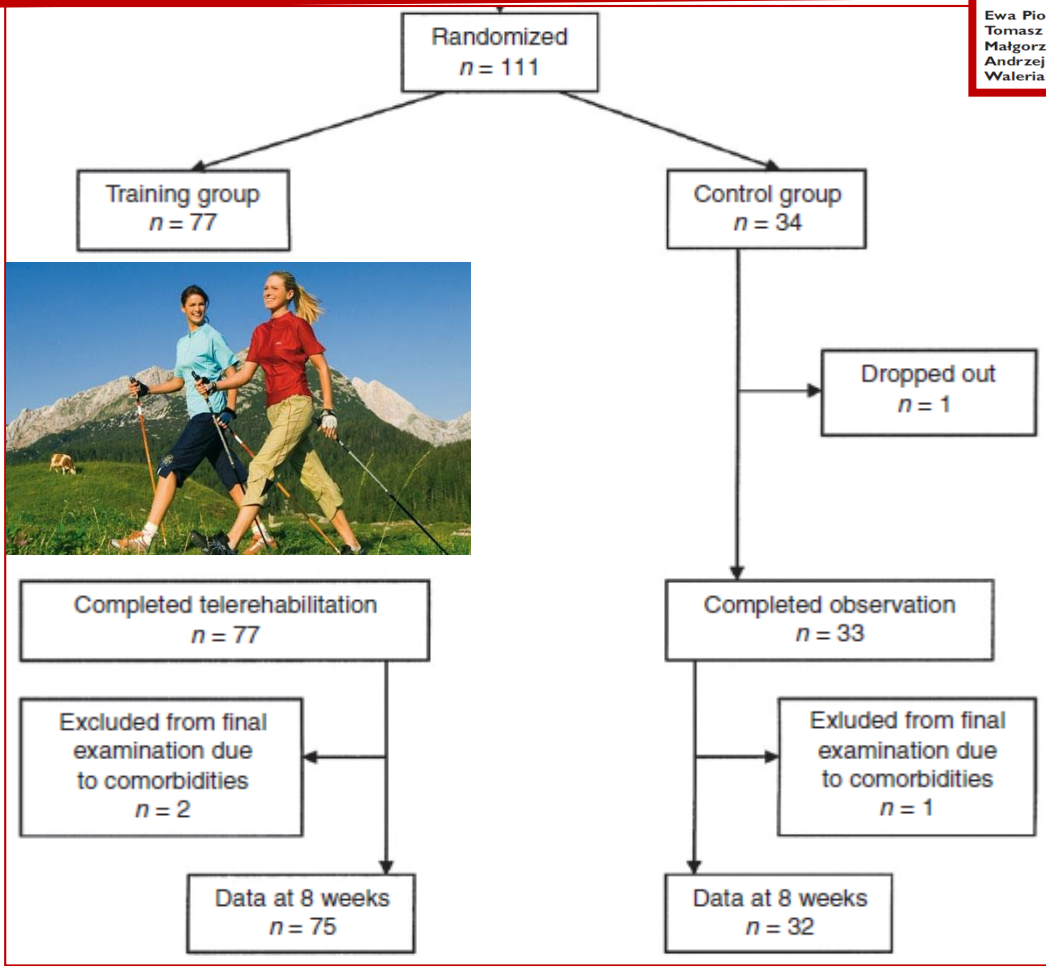 Ewa Pio
Tomasz
Małgorz
Andrzej
Waleria
Randomized
n = 111
Training group
n = 77
Control group
n = 34
Dropped out
n = 1
Completed telerehabilitation
n = 77
Completed observation
n = 33
Excluded from final
examination due
to comorbidities
n = 2
Exluded from final
examination due
to comorbidities
n = 1
Data at 8 weeks
n = 75
Data at 8 weeks
n = 32